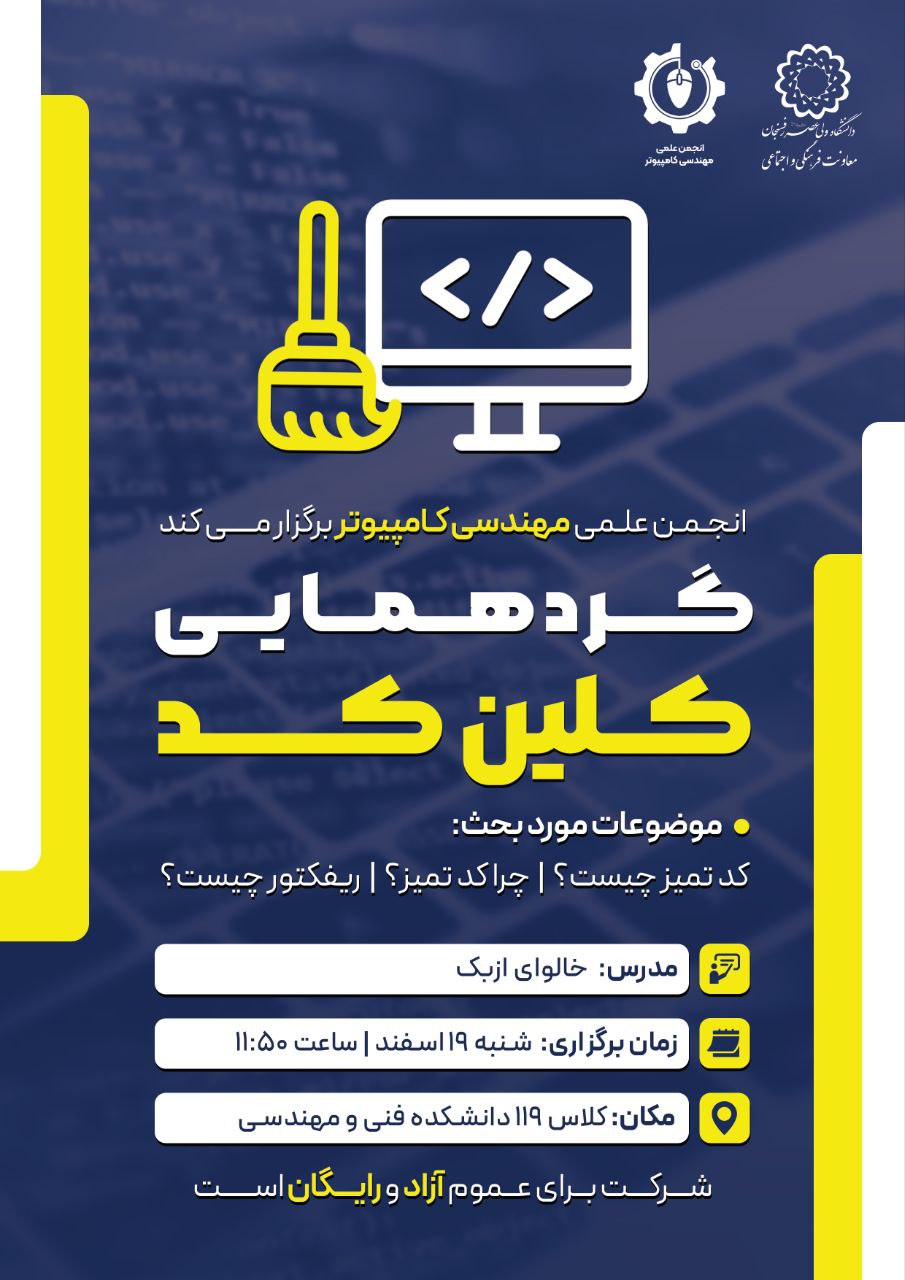 دانشگاه ولی‌عصر رفسنجان
معاونت فرهنگی و اجتماعی
انجمن علمی
مهندسی کامپیوتر
</>
انجمن علمی مهندسی کامپیوتر برگزار می کند
گردهمایی
کلین کد
موضوعات مورد بحث:
کد تمیز چیست؟ | چرا کد تمیز؟ | ریفکتور چیست؟
مدرس: خالوای ازبک
زمان برگزاری: شنبه ۱۹ اسفند | ساعت ۱۱:۵۰
مکان: کلاس ۱۱۹ دانشکده فنی و مهندسی
شرکت برای عموم آزاد و رایگان است